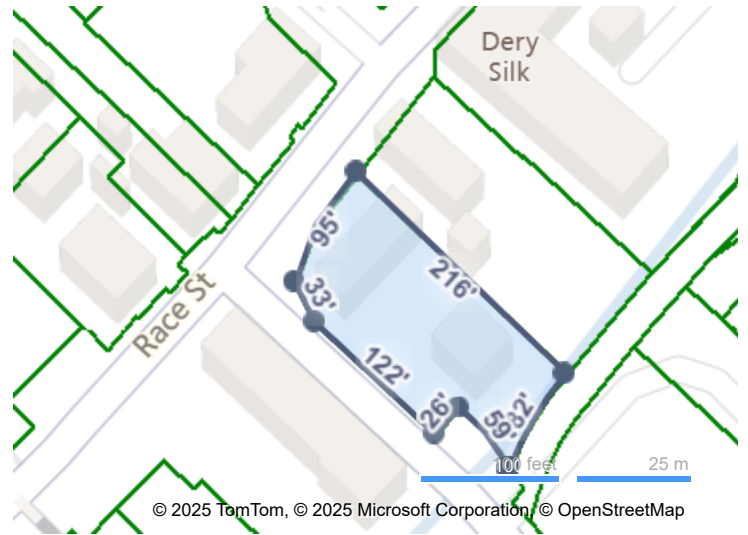 Dery
Silk
95'
216'
33'
Race St
122'
26'
59'
82'
100 feet
25 m
© 2025 TomTom, © 2025 Microsoft Corporation, © OpenStreetMap